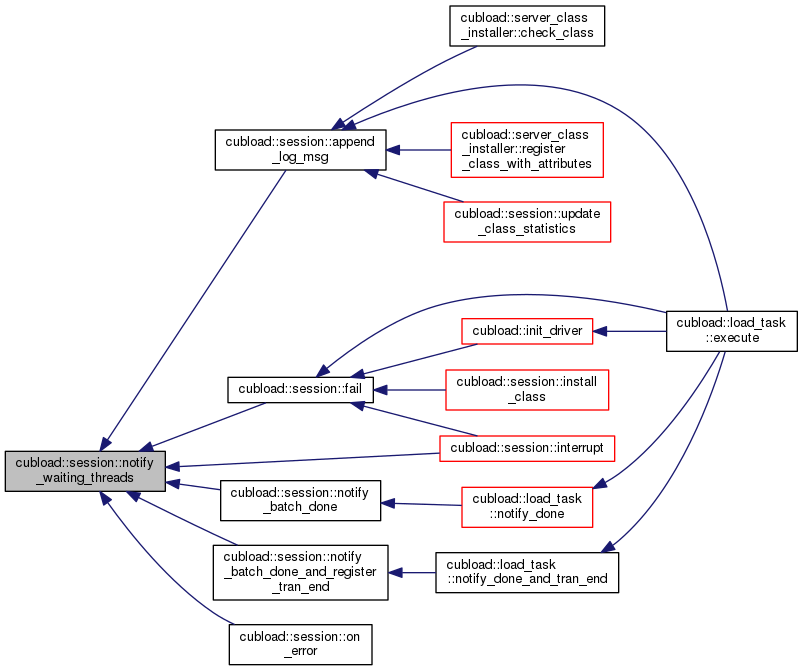 cubload::server_class
_installer::check_class
cubload::session::append
_log_msg
cubload::server_class
_installer::register
_class_with_attributes
cubload::session::update
_class_statistics
cubload::load_task
::execute
cubload::init_driver
cubload::session::fail
cubload::session::install
_class
cubload::session::interrupt
cubload::session::notify
_waiting_threads
cubload::session::notify
_batch_done
cubload::load_task
::notify_done
cubload::session::notify
_batch_done_and_register
_tran_end
cubload::load_task
::notify_done_and_tran_end
cubload::session::on
_error